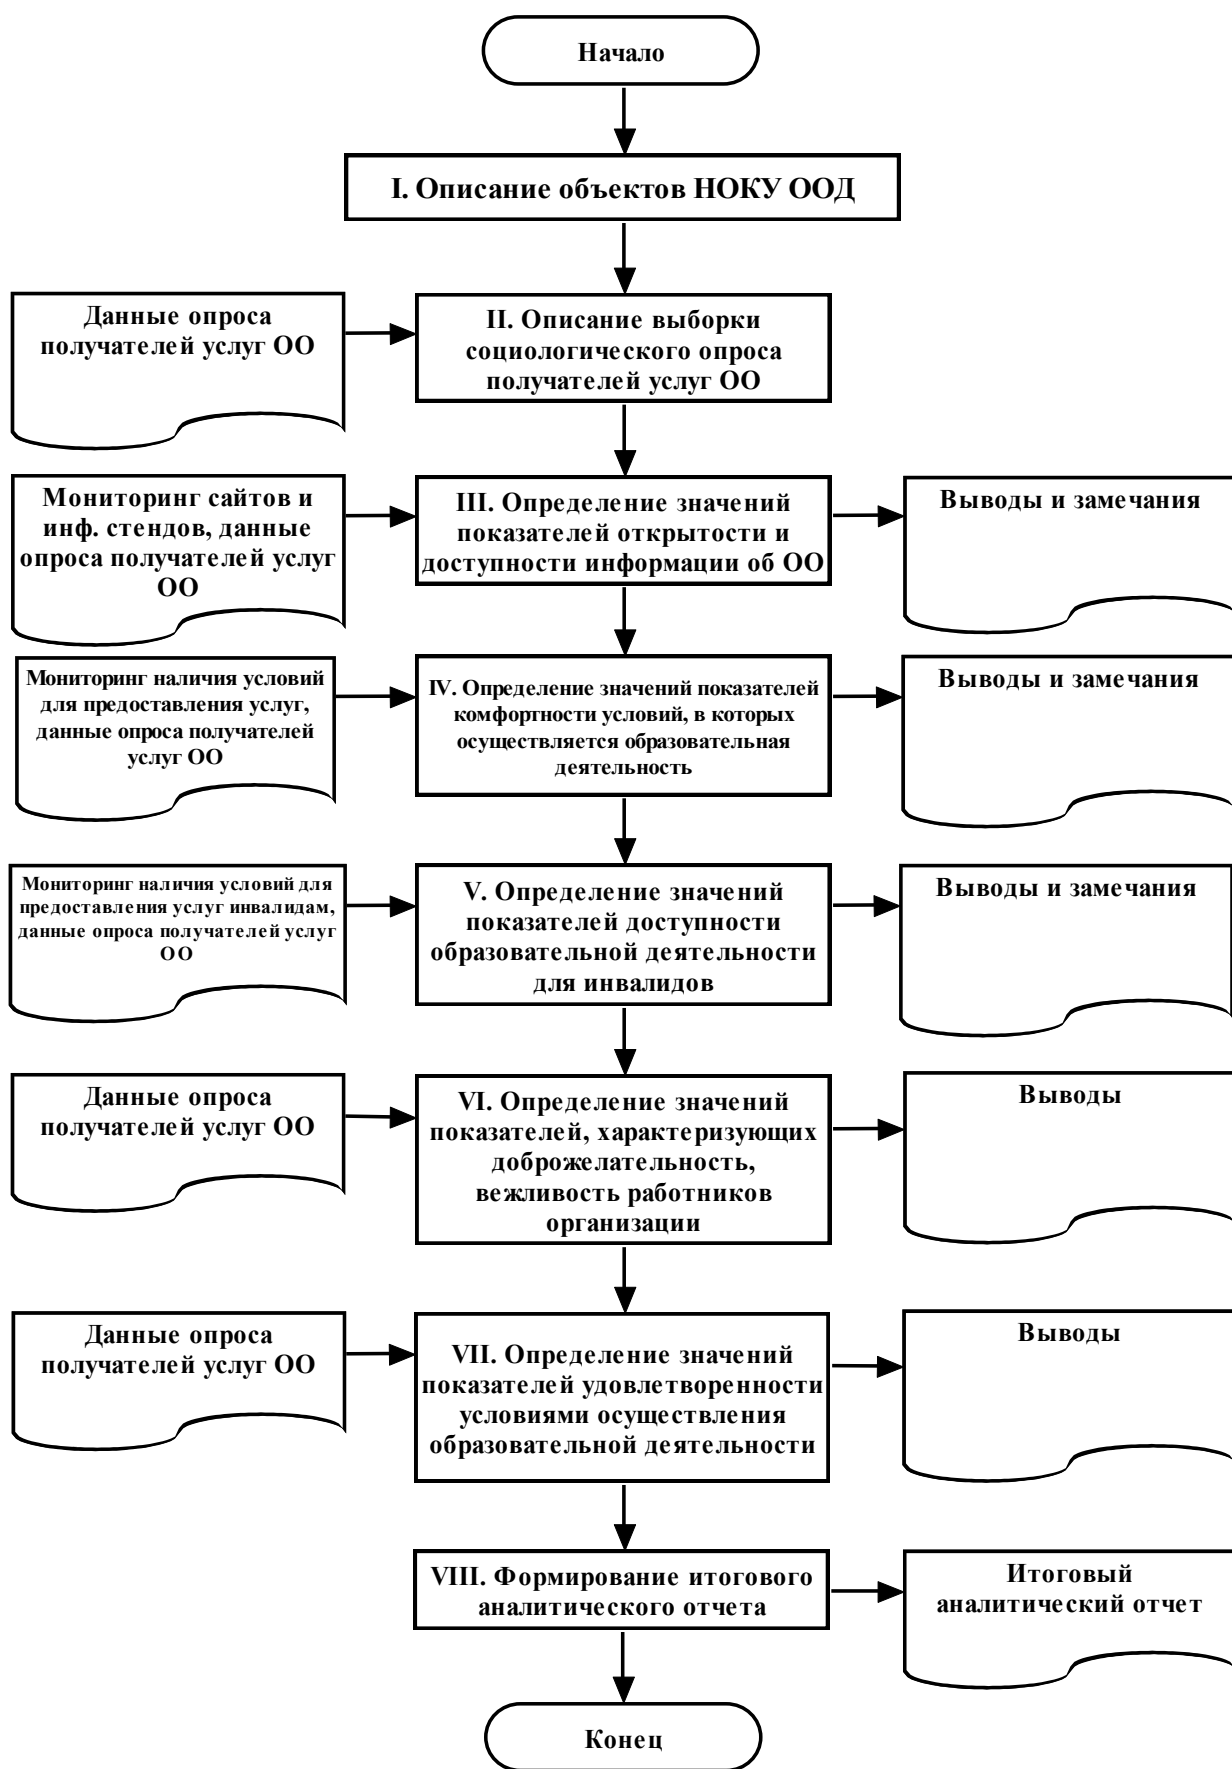 Начало
I. Описание объектов НОКУ ООД
Данные опроса
получателей услуг ОО
II. Описание выборки
социологического опроса
получателей услуг ОО
Мониторинг сайтов и
инф. стендов, данные
опроса получателей услуг
ОО
III. Определение значений
показателей открытости и
доступности информации об ОО
Выводы и замечания
Мониторинг наличия условий
для предоставления услуг,
данные опроса получателей
услуг ОО
IV. Определение значений показателей
комфортности условий, в которых
осуществляется образовательная
деятельность
Выводы и замечания
Мониторинг наличия условий для
предоставления услуг инвалидам,
данные опроса получателей услуг
ОО
V. Определение значений
показателей доступности
образовательной деятельности
для инвалидов
Выводы и замечания
Данные опроса
получателей услуг ОО
VI. Определение значений
показателей, характеризующих
доброжелательность,
вежливость работников
организации
Выводы
Данные опроса
получателей услуг ОО
VII. Определение значений
показателей удовлетворенности
условиями осуществления
образовательной деятельности
Выводы
VIII. Формирование итогового
аналитического отчета
Итоговый
аналитический отчет
Конец